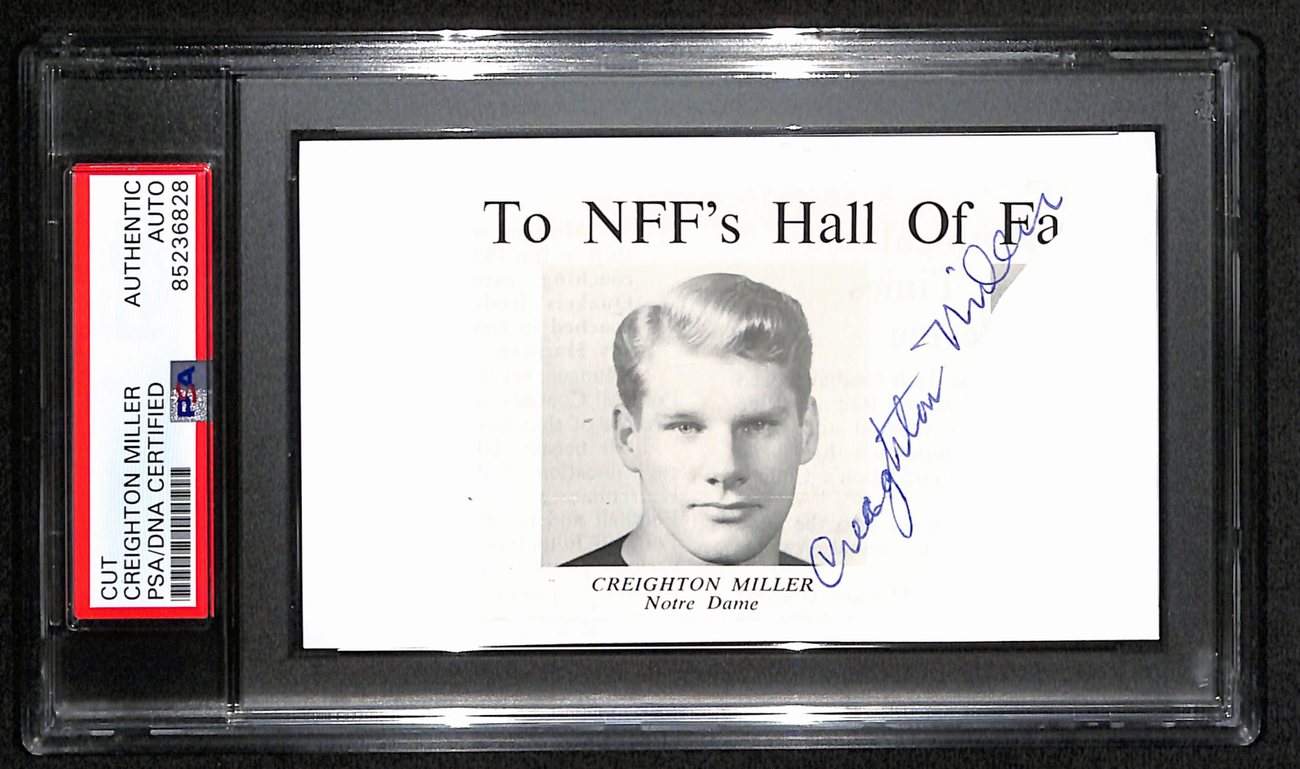 CUT AUTHENTIC
CREIGHTON MILLER AUTO
PSA/DNA CERTIFIED 85236828
PSA
To NFF's Hall Of Fa
Creighton Miller
CREIGHTON MILLER
Notre Dame